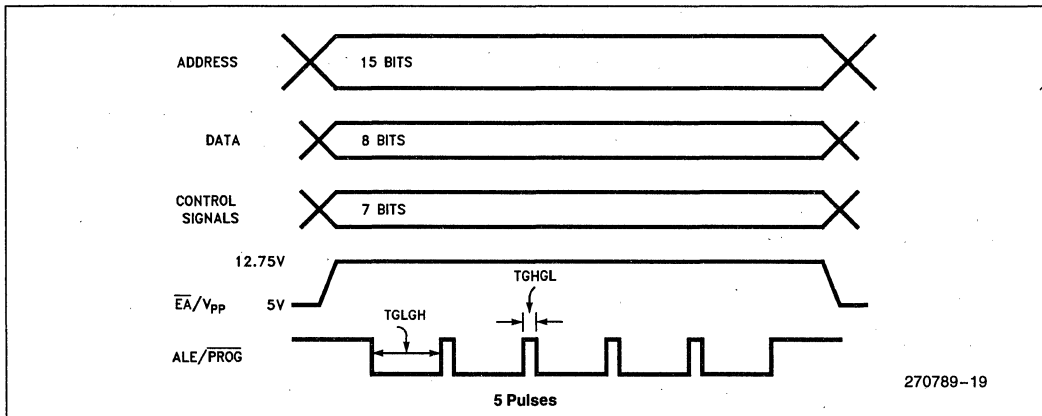 ADDRESS
15 BITS
DATA
8 BITS
CONTROL
SIGNALS
7 BITS
12.75V
EA/VPP 5V
TGHGL
TGLGH
ALE/PROG
270789-19
5 Pulses